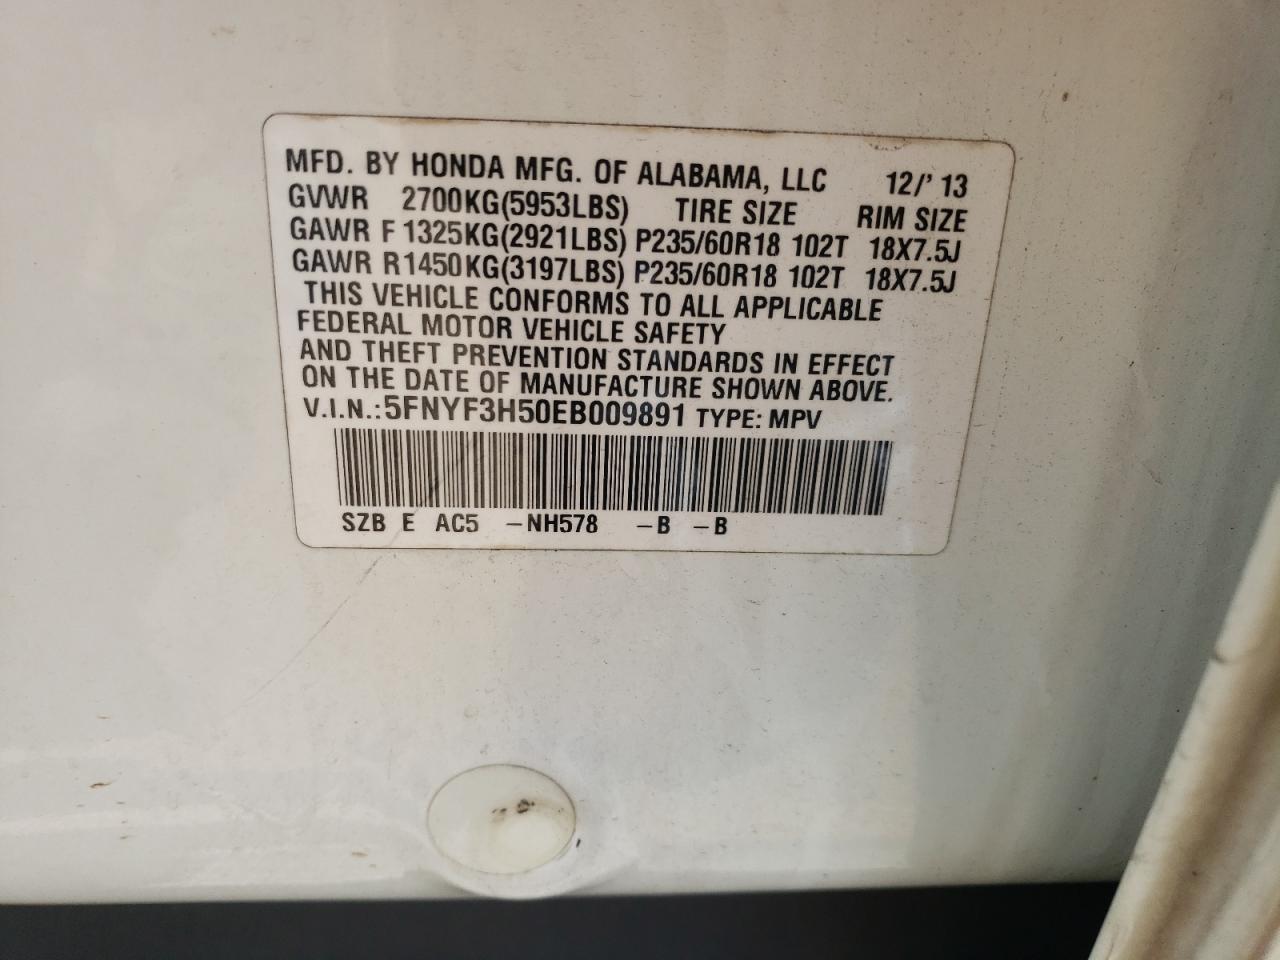 MFD. BY HONDA MFG. OF ALABAMA, LLC 12/' 13
GVWR 2700KG(5953LBS) TIRE SIZE RIM SIZE
GAWR F 1325KG(2921LBS) P235/60R18 102T 18X7.5J
GAWR R1450KG(3197LBS) P235/60R18 102T 18X7.5J
THIS VEHICLE CONFORMS TO ALL APPLICABLE
FEDERAL MOTOR VEHICLE SAFETY
AND THEFT PREVENTION STANDARDS IN EFFECT
ON THE DATE OF MANUFACTURE SHOWN ABOVE.
V.I.N.:5FNYF3H50EB009891 TYPE: MPV
SZB E AC5 -NH578 -B -B